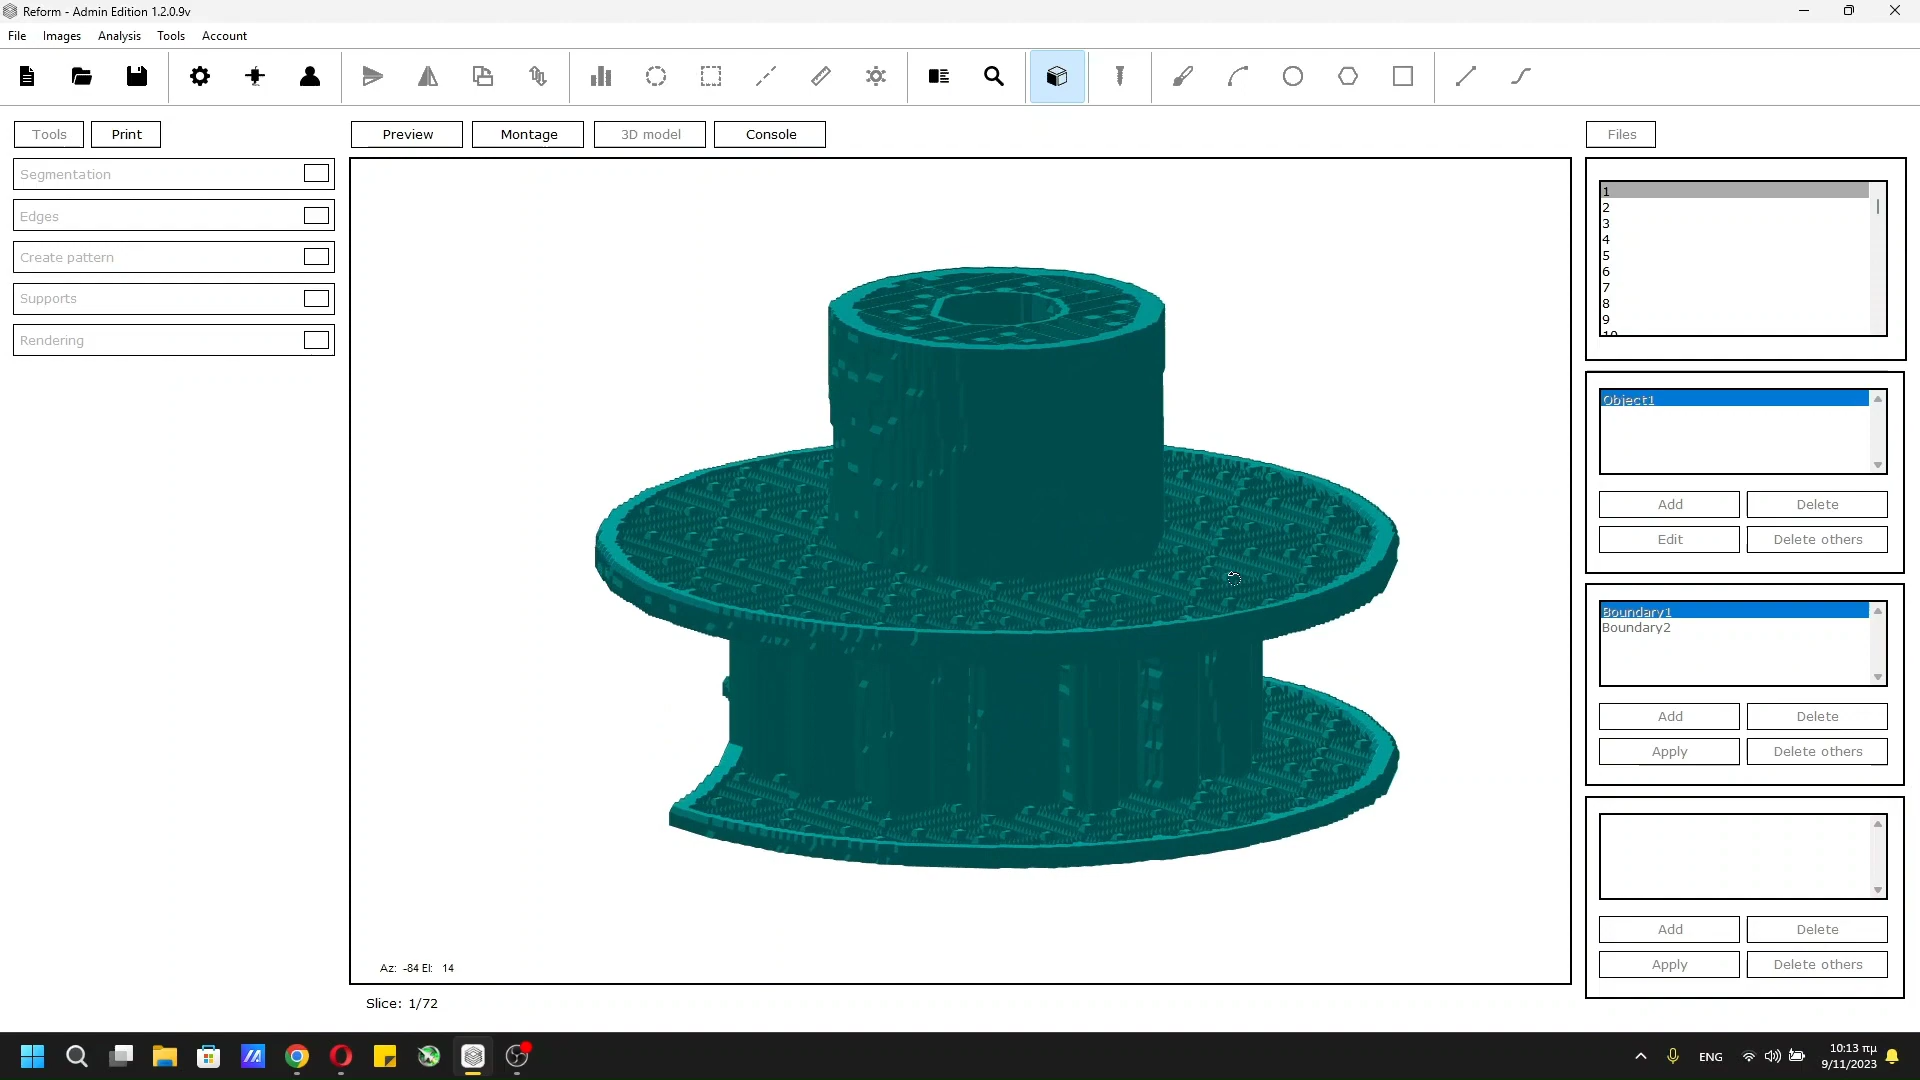 Reform - Admin Edition 1.2.0.9v
File Images Analysis Tools Account
Tools Print Preview Montage 3D model Console Files
Segmentation
Edges
Create pattern
Supports
Rendering
1
2
3
4
5
6
7
8
9
10
Object1
Add Delete
Edit Delete others
Boundary1
Boundary2
Add Delete
Apply Delete others
Add Delete
Apply Delete others
Az: -84 El: 14
Slice: 1/72
ENG
10:13 πμ
9/11/2023